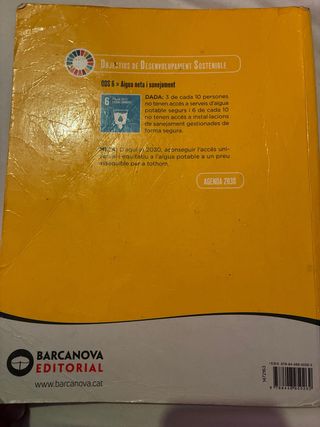 OBJECTIUS DE DESENVOLUPAMENT SOSTENIBLE
ODS 6 > Aigua neta i sanejament
6
DADA: 3 de cada 10 persones
no tenen accés a serveis d'aigua
potable segurs i 6 de cada 10
no tenen accés a instal·lacions
de sanejament gestionades de
forma segura.
D'aquí al 2030, aconseguir l'accés uni-
versal i equitatiu a l'aigua potable a un preu
assequible per a tothom.
AGENDA 2030
BARCANOVA
EDITORIAL
www.barcanova.cat